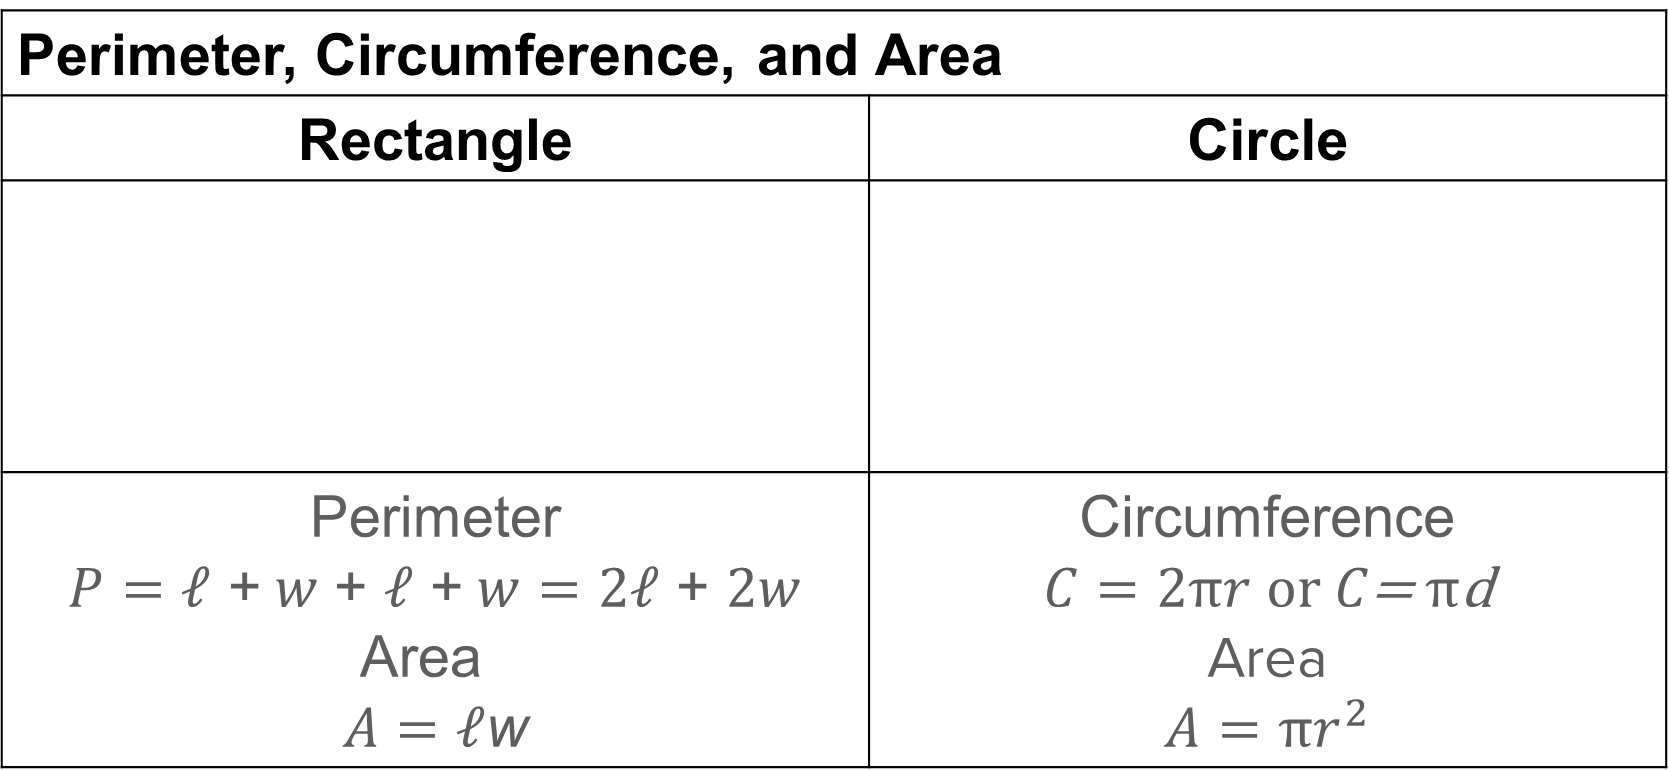 Perimeter, Circumference, and Area
Rectangle
Circle
Perimeter
P = ℓ + w + ℓ + w = 2ℓ + 2w
Area
A = ℓw
Circumference
C = 2πr or C=πd
Area
A = πr²